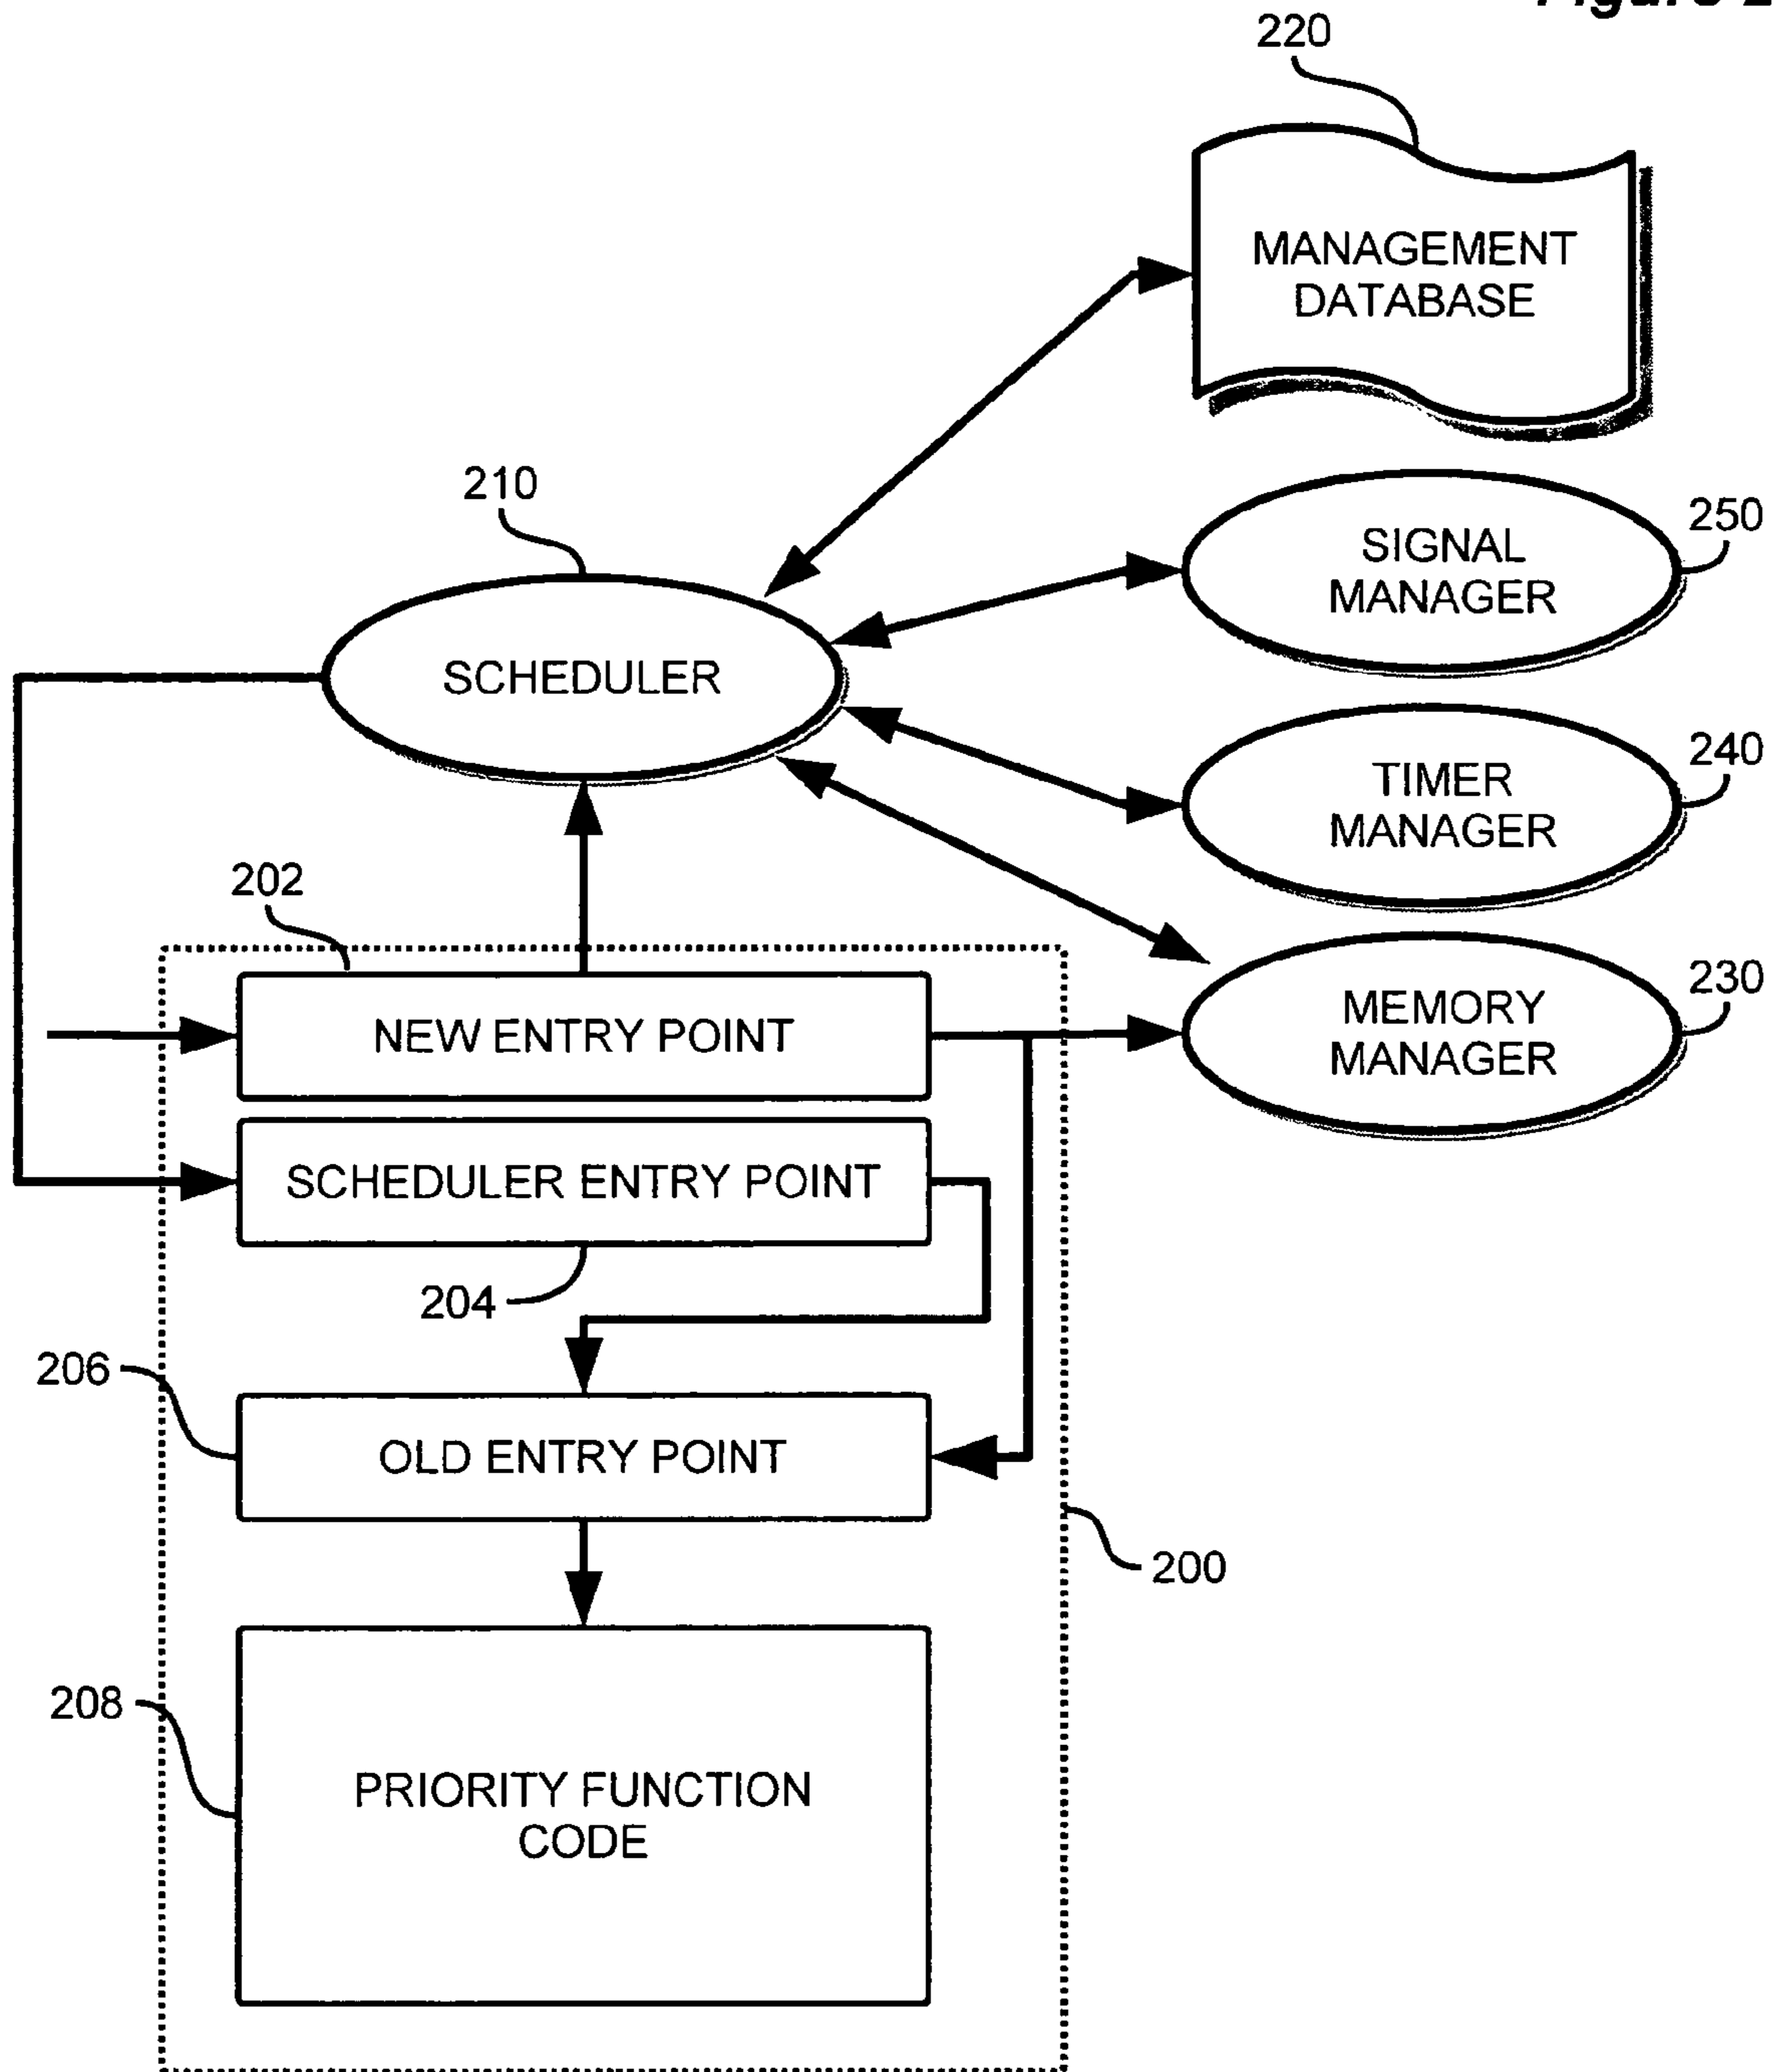 Figure 2
220
MANAGEMENT
DATABASE
210
250
SIGNAL
MANAGER
SCHEDULER
240
TIMER
MANAGER
202
230
MEMORY
MANAGER
NEW ENTRY POINT
SCHEDULER ENTRY POINT
204
206
OLD ENTRY POINT
200
208
PRIORITY FUNCTION
CODE